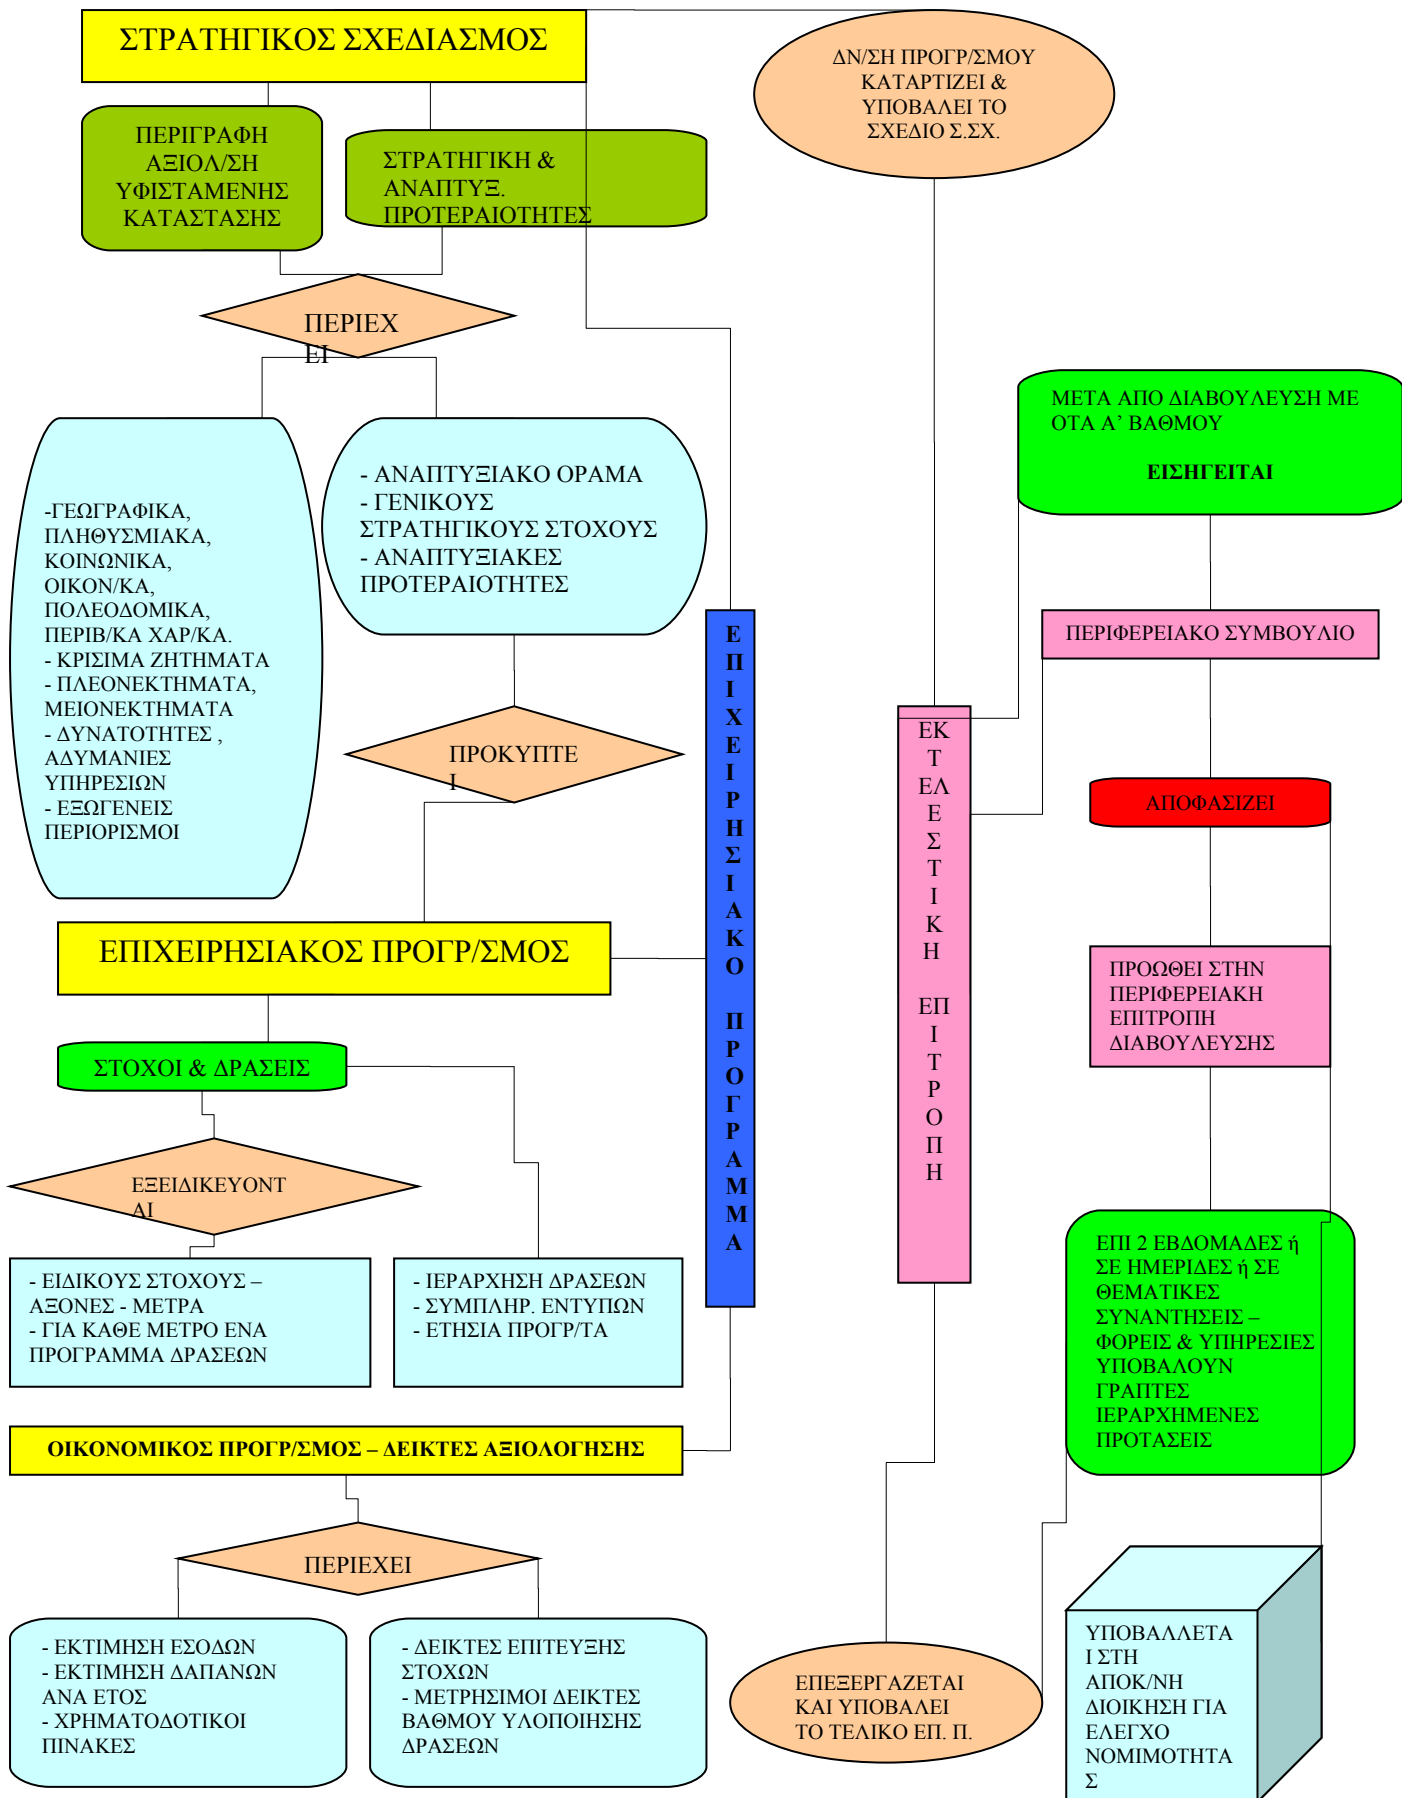 ΣΤΡΑΤΗΓΙΚΟΣ ΣΧΕΔΙΑΣΜΟΣ
ΔΝ/ΣΗ ΠΡΟΓΡ/ΣΜΟΥ
ΚΑΤΑΡΤΙΖΕΙ &
ΥΠΟΒΑΛΕΙ ΤΟ
ΣΧΕΔΙΟ Σ.ΣΧ.
ΠΕΡΙΓΡΑΦΗ
ΑΞΙΟΛ/ΣΗ
ΥΦΙΣΤΑΜΕΝΗΣ
ΚΑΤΑΣΤΑΣΗΣ
ΣΤΡΑΤΗΓΙΚΗ &
ΑΝΑΠΤΥΞ.
ΠΡΟΤΕΡΑΙΟΤΗΤΕΣ
ΠΕΡΙΕΧ
ΕΙ
ΜΕΤΑ ΑΠΟ ΔΙΑΒΟΥΛΕΥΣΗ ΜΕ
ΟΤΑ Α’ ΒΑΘΜΟΥ
ΕΙΣΗΓΕΙΤΑΙ
-ΓΕΩΓΡΑΦΙΚΑ,
ΠΛΗΘΥΣΜΙΑΚΑ,
ΚΟΙΝΩΝΙΚΑ,
ΟΙΚΟΝ/ΚΑ,
ΠΟΛΕΟΔΟΜΙΚΑ,
ΠΕΡΙΒ/ΚΑ ΧΑΡ/ΚΑ.
- ΚΡΙΣΙΜΑ ΖΗΤΗΜΑΤΑ
- ΠΛΕΟΝΕΚΤΗΜΑΤΑ,
ΜΕΙΟΝΕΚΤΗΜΑΤΑ
- ΔΥΝΑΤΟΤΗΤΕΣ ,
ΑΔΥΜΑΝΙΕΣ
ΥΠΗΡΕΣΙΩΝ
- ΕΞΩΓΕΝΕΙΣ
ΠΕΡΙΟΡΙΣΜΟΙ
- ΑΝΑΠΤΥΞΙΑΚΟ ΟΡΑΜΑ
- ΓΕΝΙΚΟΥΣ
ΣΤΡΑΤΗΓΙΚΟΥΣ ΣΤΟΧΟΥΣ
- ΑΝΑΠΤΥΞΙΑΚΕΣ
ΠΡΟΤΕΡΑΙΟΤΗΤΕΣ
ΠΕΡΙΦΕΡΕΙΑΚΟ ΣΥΜΒΟΥΛΙΟ
ΠΡΟΚΥΠΤΕ
Ι
Ε
Π
Ι
Χ
Ε
Ι
Ρ
Η
Σ
Ι
Α
Κ
Ο
Π
Ρ
Ο
Γ
Ρ
Α
Μ
Μ
Α
ΕΚ
Τ
ΕΛ
Ε
Σ
Τ
Ι
Κ
Η
ΕΠ
Ι
Τ
Ρ
Ο
Π
Η
ΑΠΟΦΑΣΙΖΕΙ
ΕΠΙΧΕΙΡΗΣΙΑΚΟΣ ΠΡΟΓΡ/ΣΜΟΣ
ΠΡΟΩΘΕΙ ΣΤΗΝ
ΠΕΡΙΦΕΡΕΙΑΚΗ
ΕΠΙΤΡΟΠΗ
ΔΙΑΒΟΥΛΕΥΣΗΣ
ΣΤΟΧΟΙ & ΔΡΑΣΕΙΣ
ΕΞΕΙΔΙΚΕΥΟΝΤ
ΑΙ
- ΕΙΔΙΚΟΥΣ ΣΤΟΧΟΥΣ –
ΑΞΟΝΕΣ - ΜΕΤΡΑ
- ΓΙΑ ΚΑΘΕ ΜΕΤΡΟ ΕΝΑ
ΠΡΟΓΡΑΜΜΑ ΔΡΑΣΕΩΝ
- ΙΕΡΑΡΧΗΣΗ ΔΡΑΣΕΩΝ
- ΣΥΜΠΛΗΡ. ΕΝΤΥΠΩΝ
- ΕΤΗΣΙΑ ΠΡΟΓΡ/ΤΑ
ΕΠΙ 2 ΕΒΔΟΜΑΔΕΣ ή
ΣΕ ΗΜΕΡΙΔΕΣ ή ΣΕ
ΘΕΜΑΤΙΚΕΣ
ΣΥΝΑΝΤΗΣΕΙΣ –
ΦΟΡΕΙΣ & ΥΠΗΡΕΣΙΕΣ
ΥΠΟΒΑΛΟΥΝ
ΓΡΑΠΤΕΣ
ΙΕΡΑΡΧΗΜΕΝΕΣ
ΠΡΟΤΑΣΕΙΣ
ΟΙΚΟΝΟΜΙΚΟΣ ΠΡΟΓΡ/ΣΜΟΣ – ΔΕΙΚΤΕΣ ΑΞΙΟΛΟΓΗΣΗΣ
ΠΕΡΙΕΧΕΙ
- ΕΚΤΙΜΗΣΗ ΕΣΟΔΩΝ
- ΕΚΤΙΜΗΣΗ ΔΑΠΑΝΩΝ
ΑΝΑ ΕΤΟΣ
- ΧΡΗΜΑΤΟΔΟΤΙΚΟΙ
ΠΙΝΑΚΕΣ
- ΔΕΙΚΤΕΣ ΕΠΙΤΕΥΞΗΣ
ΣΤΟΧΩΝ
- ΜΕΤΡΗΣΙΜΟΙ ΔΕΙΚΤΕΣ
ΒΑΘΜΟΥ ΥΛΟΠΟΙΗΣΗΣ
ΔΡΑΣΕΩΝ
ΕΠΕΞΕΡΓΑΖΕΤΑΙ
ΚΑΙ ΥΠΟΒΑΛΕΙ
ΤΟ ΤΕΛΙΚΟ ΕΠ. Π.
ΥΠΟΒΑΛΛΕΤΑ
Ι ΣΤΗ
ΑΠΟΚ/ΝΗ
ΔΙΟΙΚΗΣΗ ΓΙΑ
ΕΛΕΓΧΟ
ΝΟΜΙΜΟΤΗΤΑ
Σ